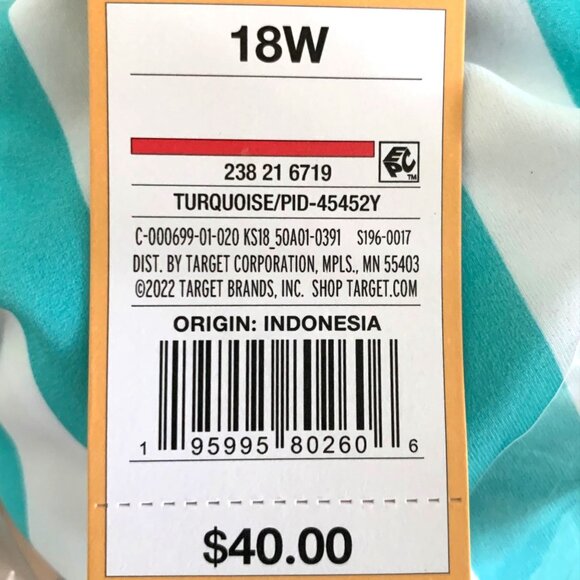 18W
238 21 6719
EPC™
TURQUOISE/PID-45452Y
C-000699-01-020 KS18_50A01-0391 S196-0017
DIST. BY TARGET CORPORATION, MPLS., MN 55403
©2022 TARGET BRANDS, INC. SHOP TARGET.COM
ORIGIN: INDONESIA
1 95995 80260 6
$40.00